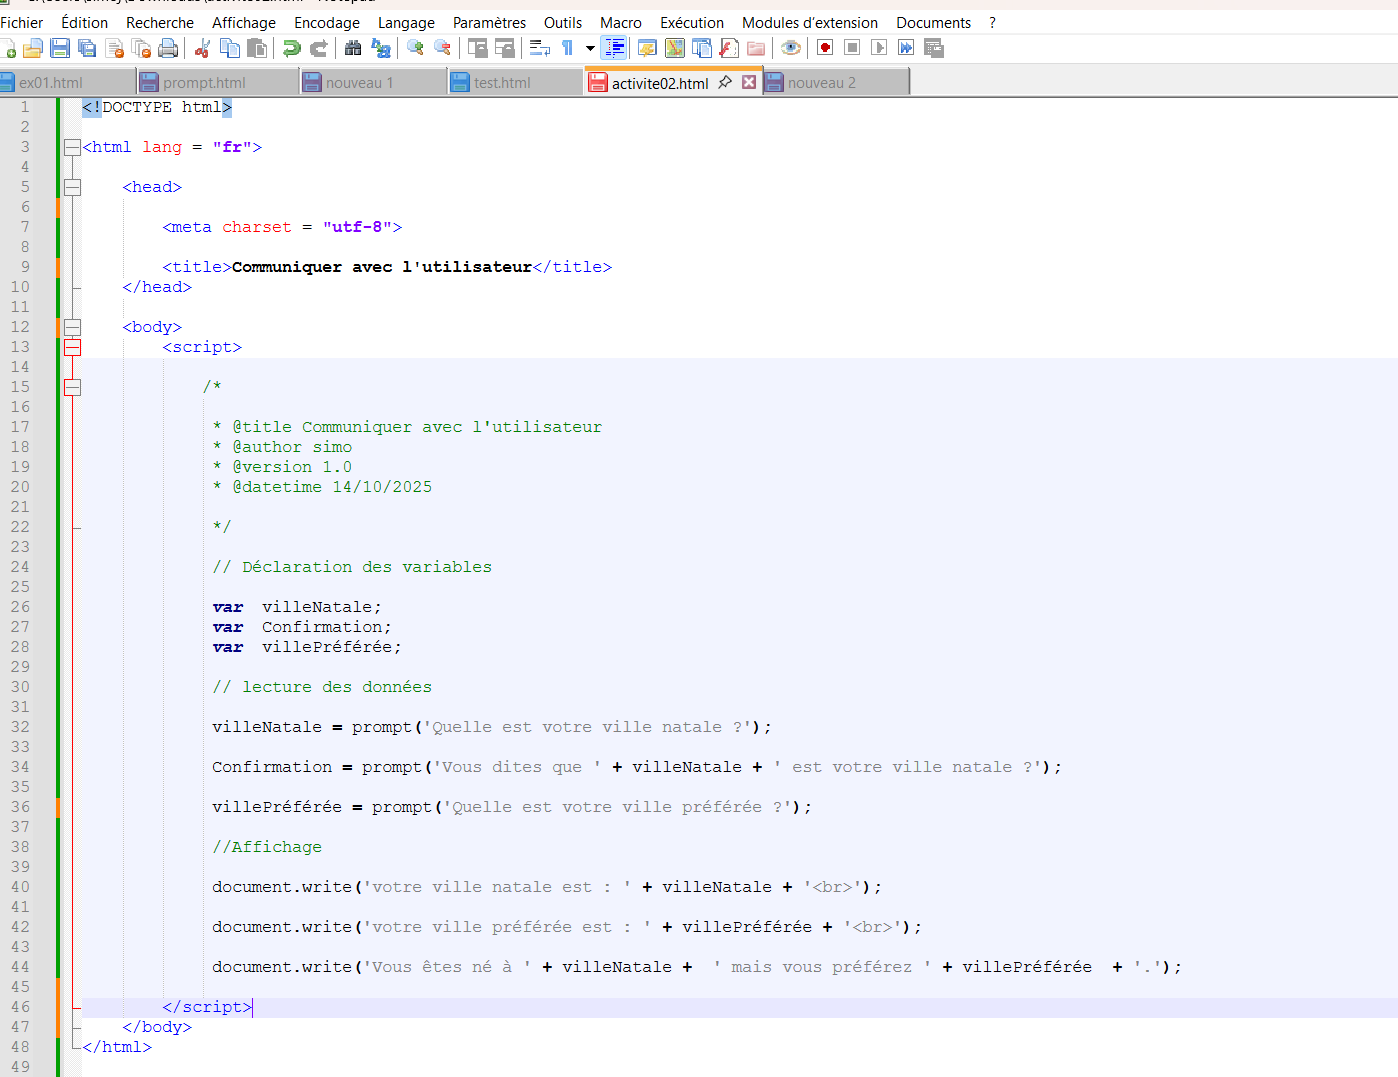 Fichier Édition Recherche Affichage Encodage Langage Paramètres Outils Macro Exécution Modules d'extension Documents ?
ex01.html prompt.html nouveau 1 test.html activite02.html nouveau 2
1 <!DOCTYPE html>
2
3 <html lang = "fr">
4
5 <head>
6
7 <meta charset = "utf-8">
8
9 <title>Communiquer avec l'utilisateur</title>
10 </head>
11
12 <body>
13 <script>
14
15 /*
16
17 * @title Communiquer avec l'utilisateur
18 * @author simo
19 * @version 1.0
20 * @datetime 14/10/2025
21
22 */
23
24 // Déclaration des variables
25
26 var villeNatale;
27 var Confirmation;
28 var villePréférée;
29
30 // lecture des données
31
32 villeNatale = prompt('Quelle est votre ville natale ?');
33
34 Confirmation = prompt('Vous dites que ' + villeNatale + ' est votre ville natale ?');
35
36 villePréférée = prompt('Quelle est votre ville préférée ?');
37
38 //Affichage
39
40 document.write('votre ville natale est : ' + villeNatale + '<br>');
41
42 document.write('votre ville préférée est : ' + villePréférée + '<br>');
43
44 document.write('Vous êtes né à ' + villeNatale + ' mais vous préférez ' + villePréférée + '.');
45
46 </script>
47 </body>
48 </html>
49